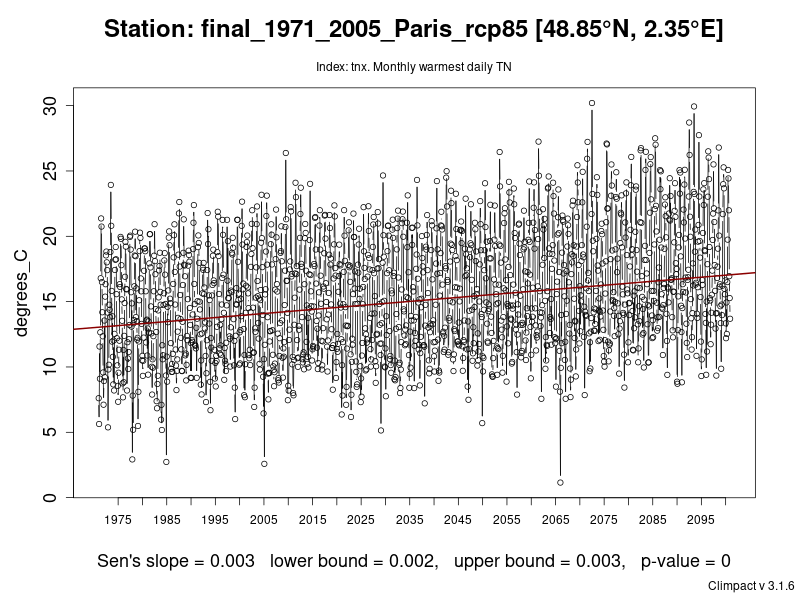 Station: final_1971_2005_Paris_rcp85 [48.85°N, 2.35°E]
Index: tnx. Monthly warmest daily TN
30
25
20
15
10
5
0
degrees_C
1975 1985 1995 2005 2015 2025 2035 2045 2055 2065 2075 2085 2095
Sen's slope = 0.003 lower bound = 0.002, upper bound = 0.003, p-value = 0
Climpact v 3.1.6